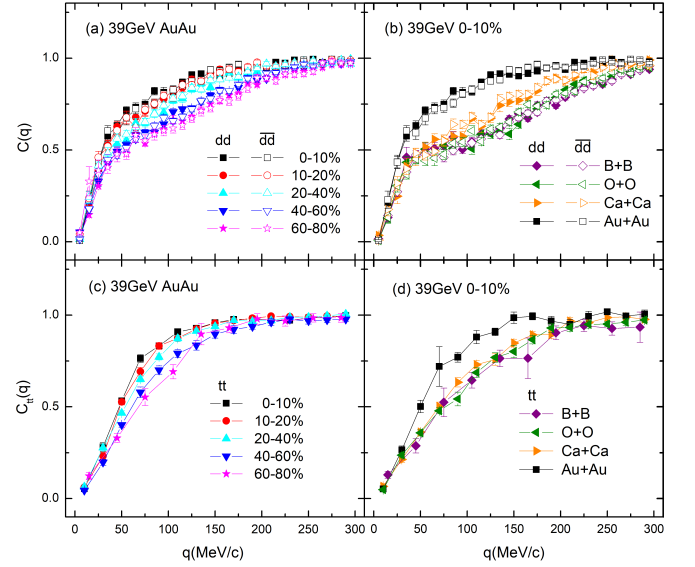 (a) 39GeV AuAu
(b) 39GeV 0-10%
1.0
0.5
0.0
C(q)
dd d̅d̅
0-10%
10-20%
20-40%
40-60%
60-80%
dd d̅d̅
B+B
O+O
Ca+Ca
Au+Au
(c) 39GeV AuAu
(d) 39GeV 0-10%
1.0
0.5
0.0
Ctt(q)
tt
0-10%
10-20%
20-40%
40-60%
60-80%
tt
B+B
O+O
Ca+Ca
Au+Au
0 50 100 150 200 250 0 50 100 150 200 250 300
q(MeV/c) q(MeV/c)